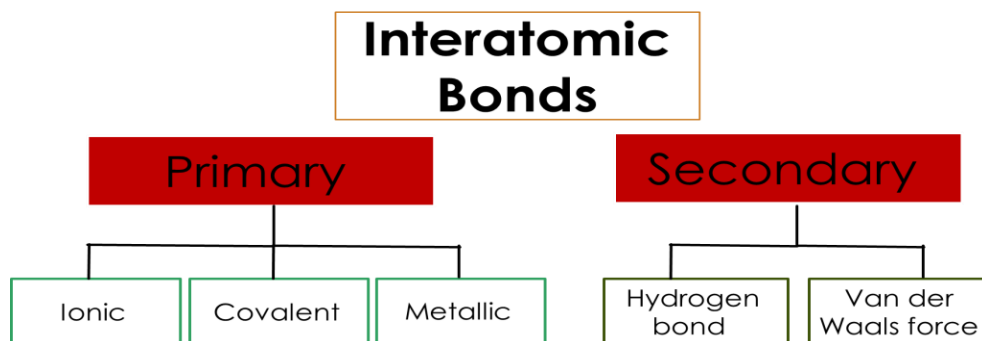 Interatomic
Bonds
Primary
Secondary
Ionic
Covalent
Metallic
Hydrogen
bond
Van der
Waals force